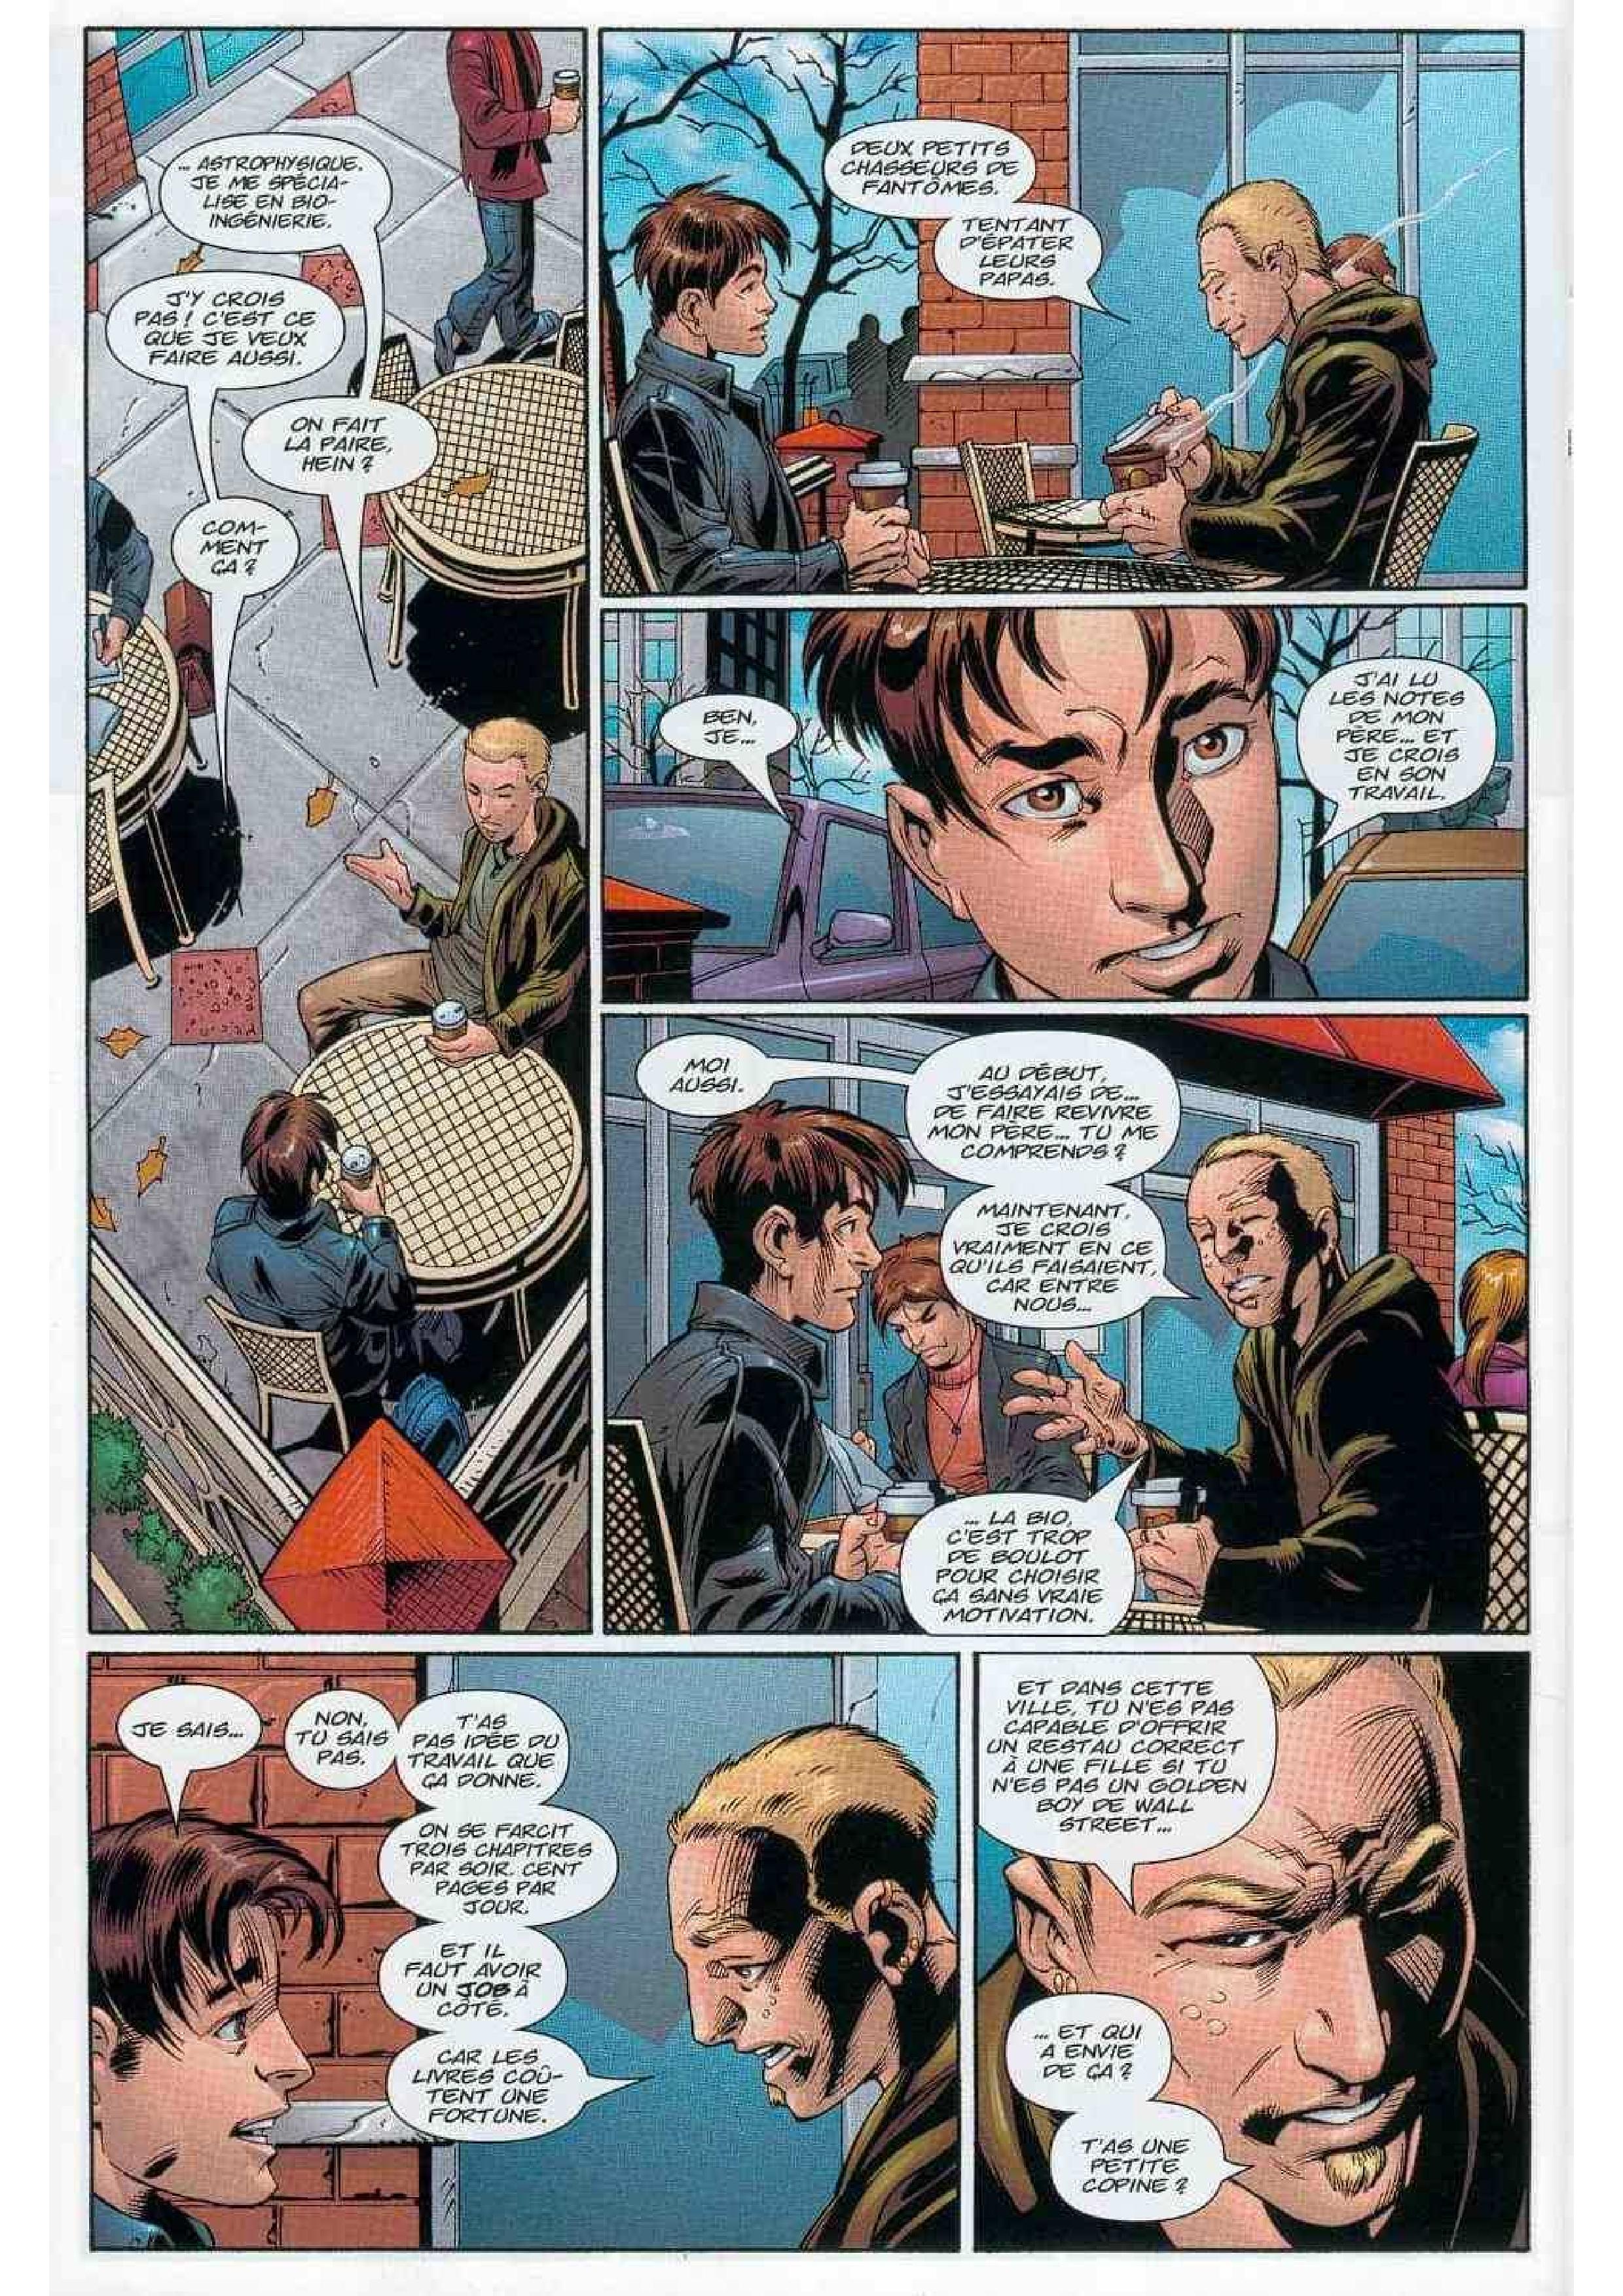 ... ASTROPHYSIQUE.
JE ME SPÉCIA-
LISE EN BIO-
INGÉNIERIE.
J'Y CROIS
PAS ! C'EST CE
QUE JE VEUX
FAIRE AUSSI.
ON FAIT
LA PAIRE,
HEIN ?
COM-
MENT
ÇA ?
DEUX PETITS
CHASSEURS DE
FANTÔMES.
TENTANT
D'ÉPATER
LEURS
PAPAS.
BEN,
JE...
J'AI LU
LES NOTES
DE MON
PÈRE... ET
JE CROIS
EN SON
TRAVAIL.
MOI
AUSSI.
AU DÉBUT,
J'ESSAYAIS DE...
DE FAIRE REVIVRE
MON PÈRE... TU ME
COMPRENDS ?
MAINTENANT,
JE CROIS
VRAIMENT EN CE
QU'ILS FAISAIENT,
CAR ENTRE
NOUS...
... LA BIO,
C'EST TROP
DE BOULOT
POUR CHOISIR
ÇA SANS VRAIE
MOTIVATION.
JE SAIS...
NON,
TU SAIS
PAS.
T'AS
PAS IDÉE DU
TRAVAIL QUE
ÇA DONNE.
ON SE FARCIT
TROIS CHAPITRES
PAR SOIR. CENT
PAGES PAR
JOUR.
ET IL
FAUT AVOIR
UN JOB À
CÔTÉ.
CAR LES
LIVRES COÛ-
TENT UNE
FORTUNE.
ET DANS CETTE
VILLE, TU N'ES PAS
CAPABLE D'OFFRIR
UN RESTAU CORRECT
À UNE FILLE SI TU
N'ES PAS UN GOLDEN
BOY DE WALL
STREET...
... ET QUI
A ENVIE
DE ÇA ?
T'AS UNE
PETITE
COPINE ?